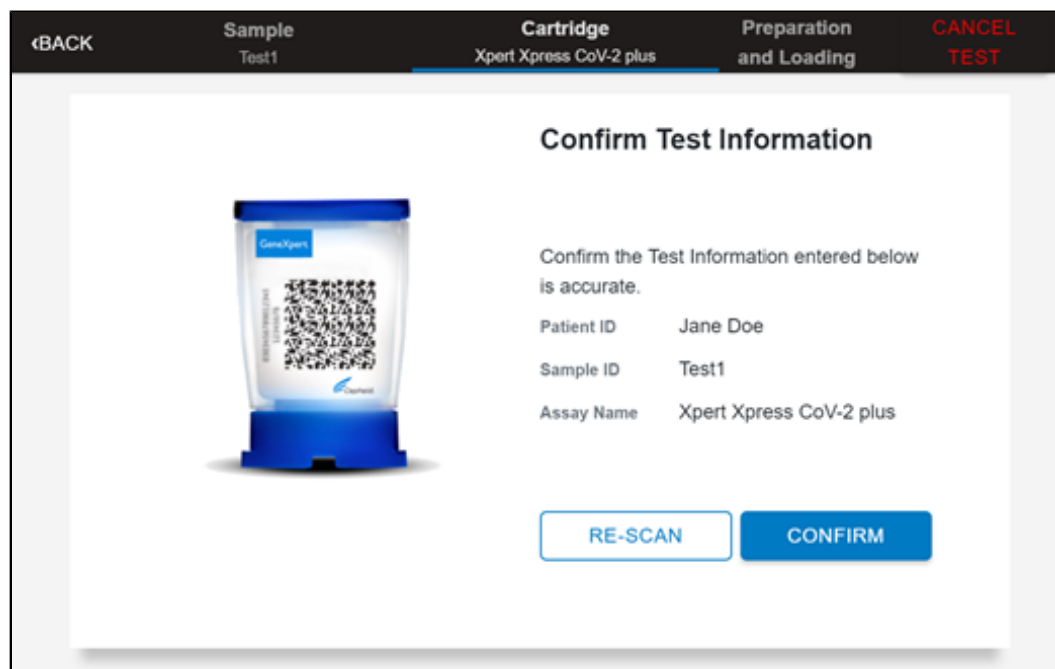 ‹BACK
Sample
Test1
Cartridge
Xpert Xpress CoV-2 plus
Preparation
and Loading
CANCEL
TEST
Confirm Test Information
GeneXpert
Cepheid
Confirm the Test Information entered below
is accurate.
Patient ID Jane Doe
Sample ID Test1
Assay Name Xpert Xpress CoV-2 plus
RE-SCAN CONFIRM